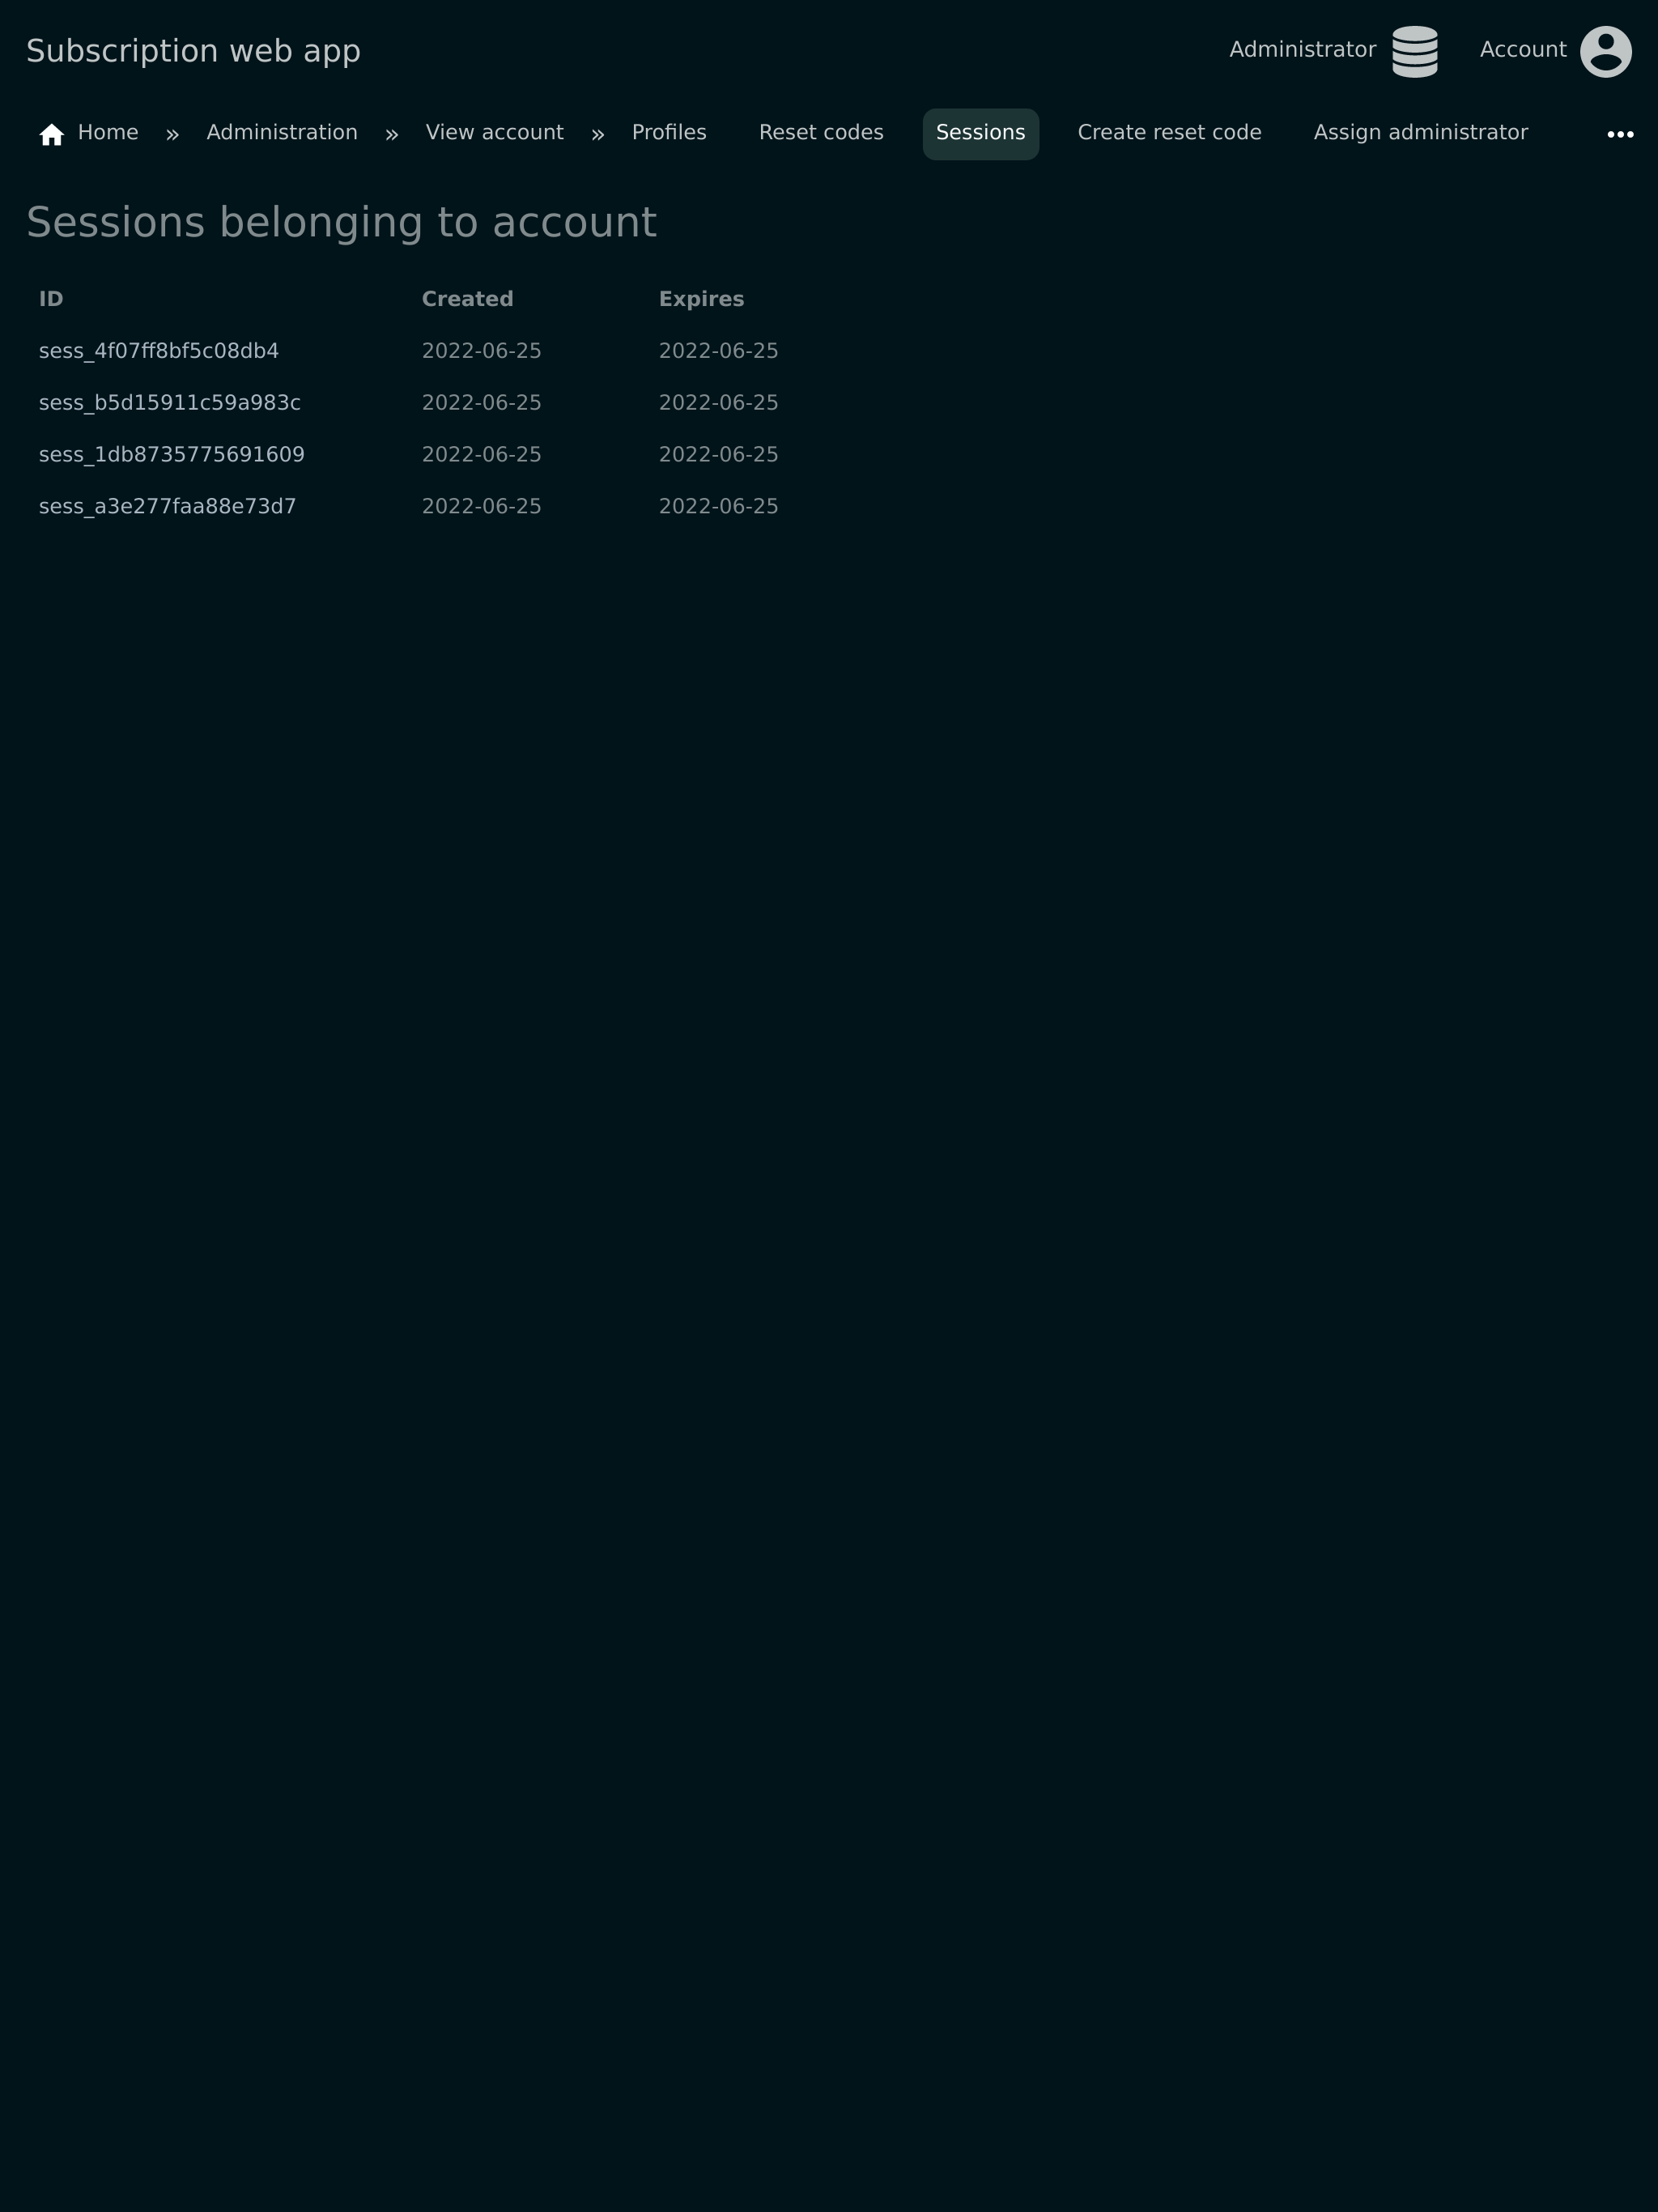 Subscription web app Administrator Account
Home » Administration » View account » Profiles Reset codes Sessions Create reset code Assign administrator
Sessions belonging to account
ID Created Expires
sess_4f07ff8bf5c08db4 2022-06-25 2022-06-25
sess_b5d15911c59a983c 2022-06-25 2022-06-25
sess_1db8735775691609 2022-06-25 2022-06-25
sess_a3e277faa88e73d7 2022-06-25 2022-06-25